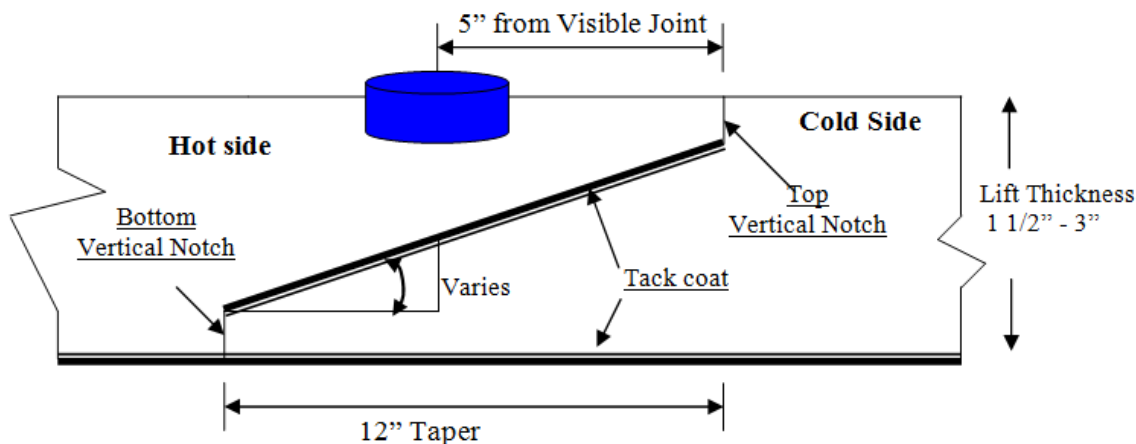 5” from Visible Joint
Hot side
Cold Side
Bottom
Vertical Notch
Top
Vertical Notch
Lift Thickness
1 1/2” - 3”
Varies
Tack coat
12” Taper